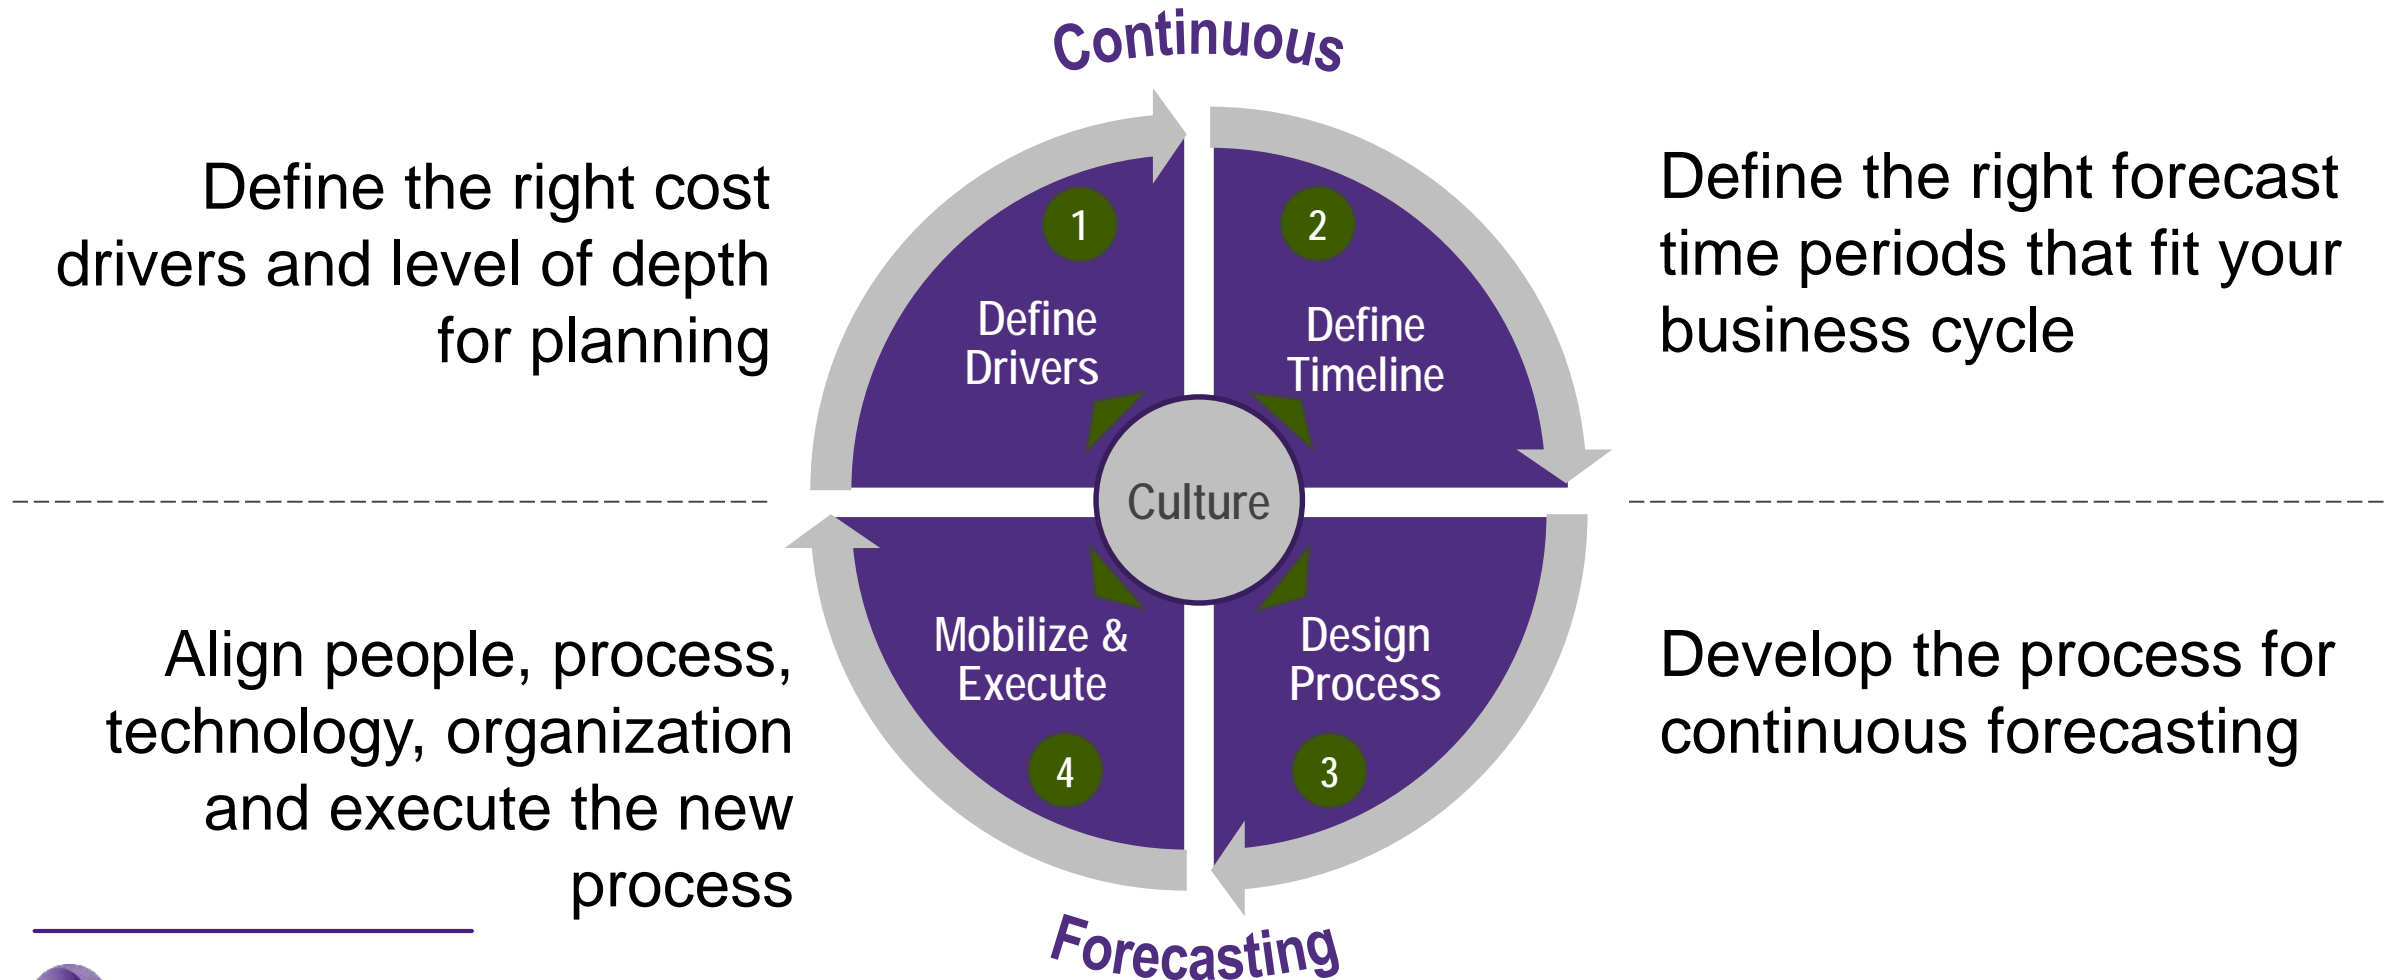 Continuous
Define the right cost
drivers and level of depth
for planning
1
Define
Drivers
2
Define
Timeline
Define the right forecast
time periods that fit your
business cycle
Culture
Align people, process,
technology, organization
and execute the new
process
Mobilize &
Execute
4
Design
Process
3
Develop the process for
continuous forecasting
Forecasting